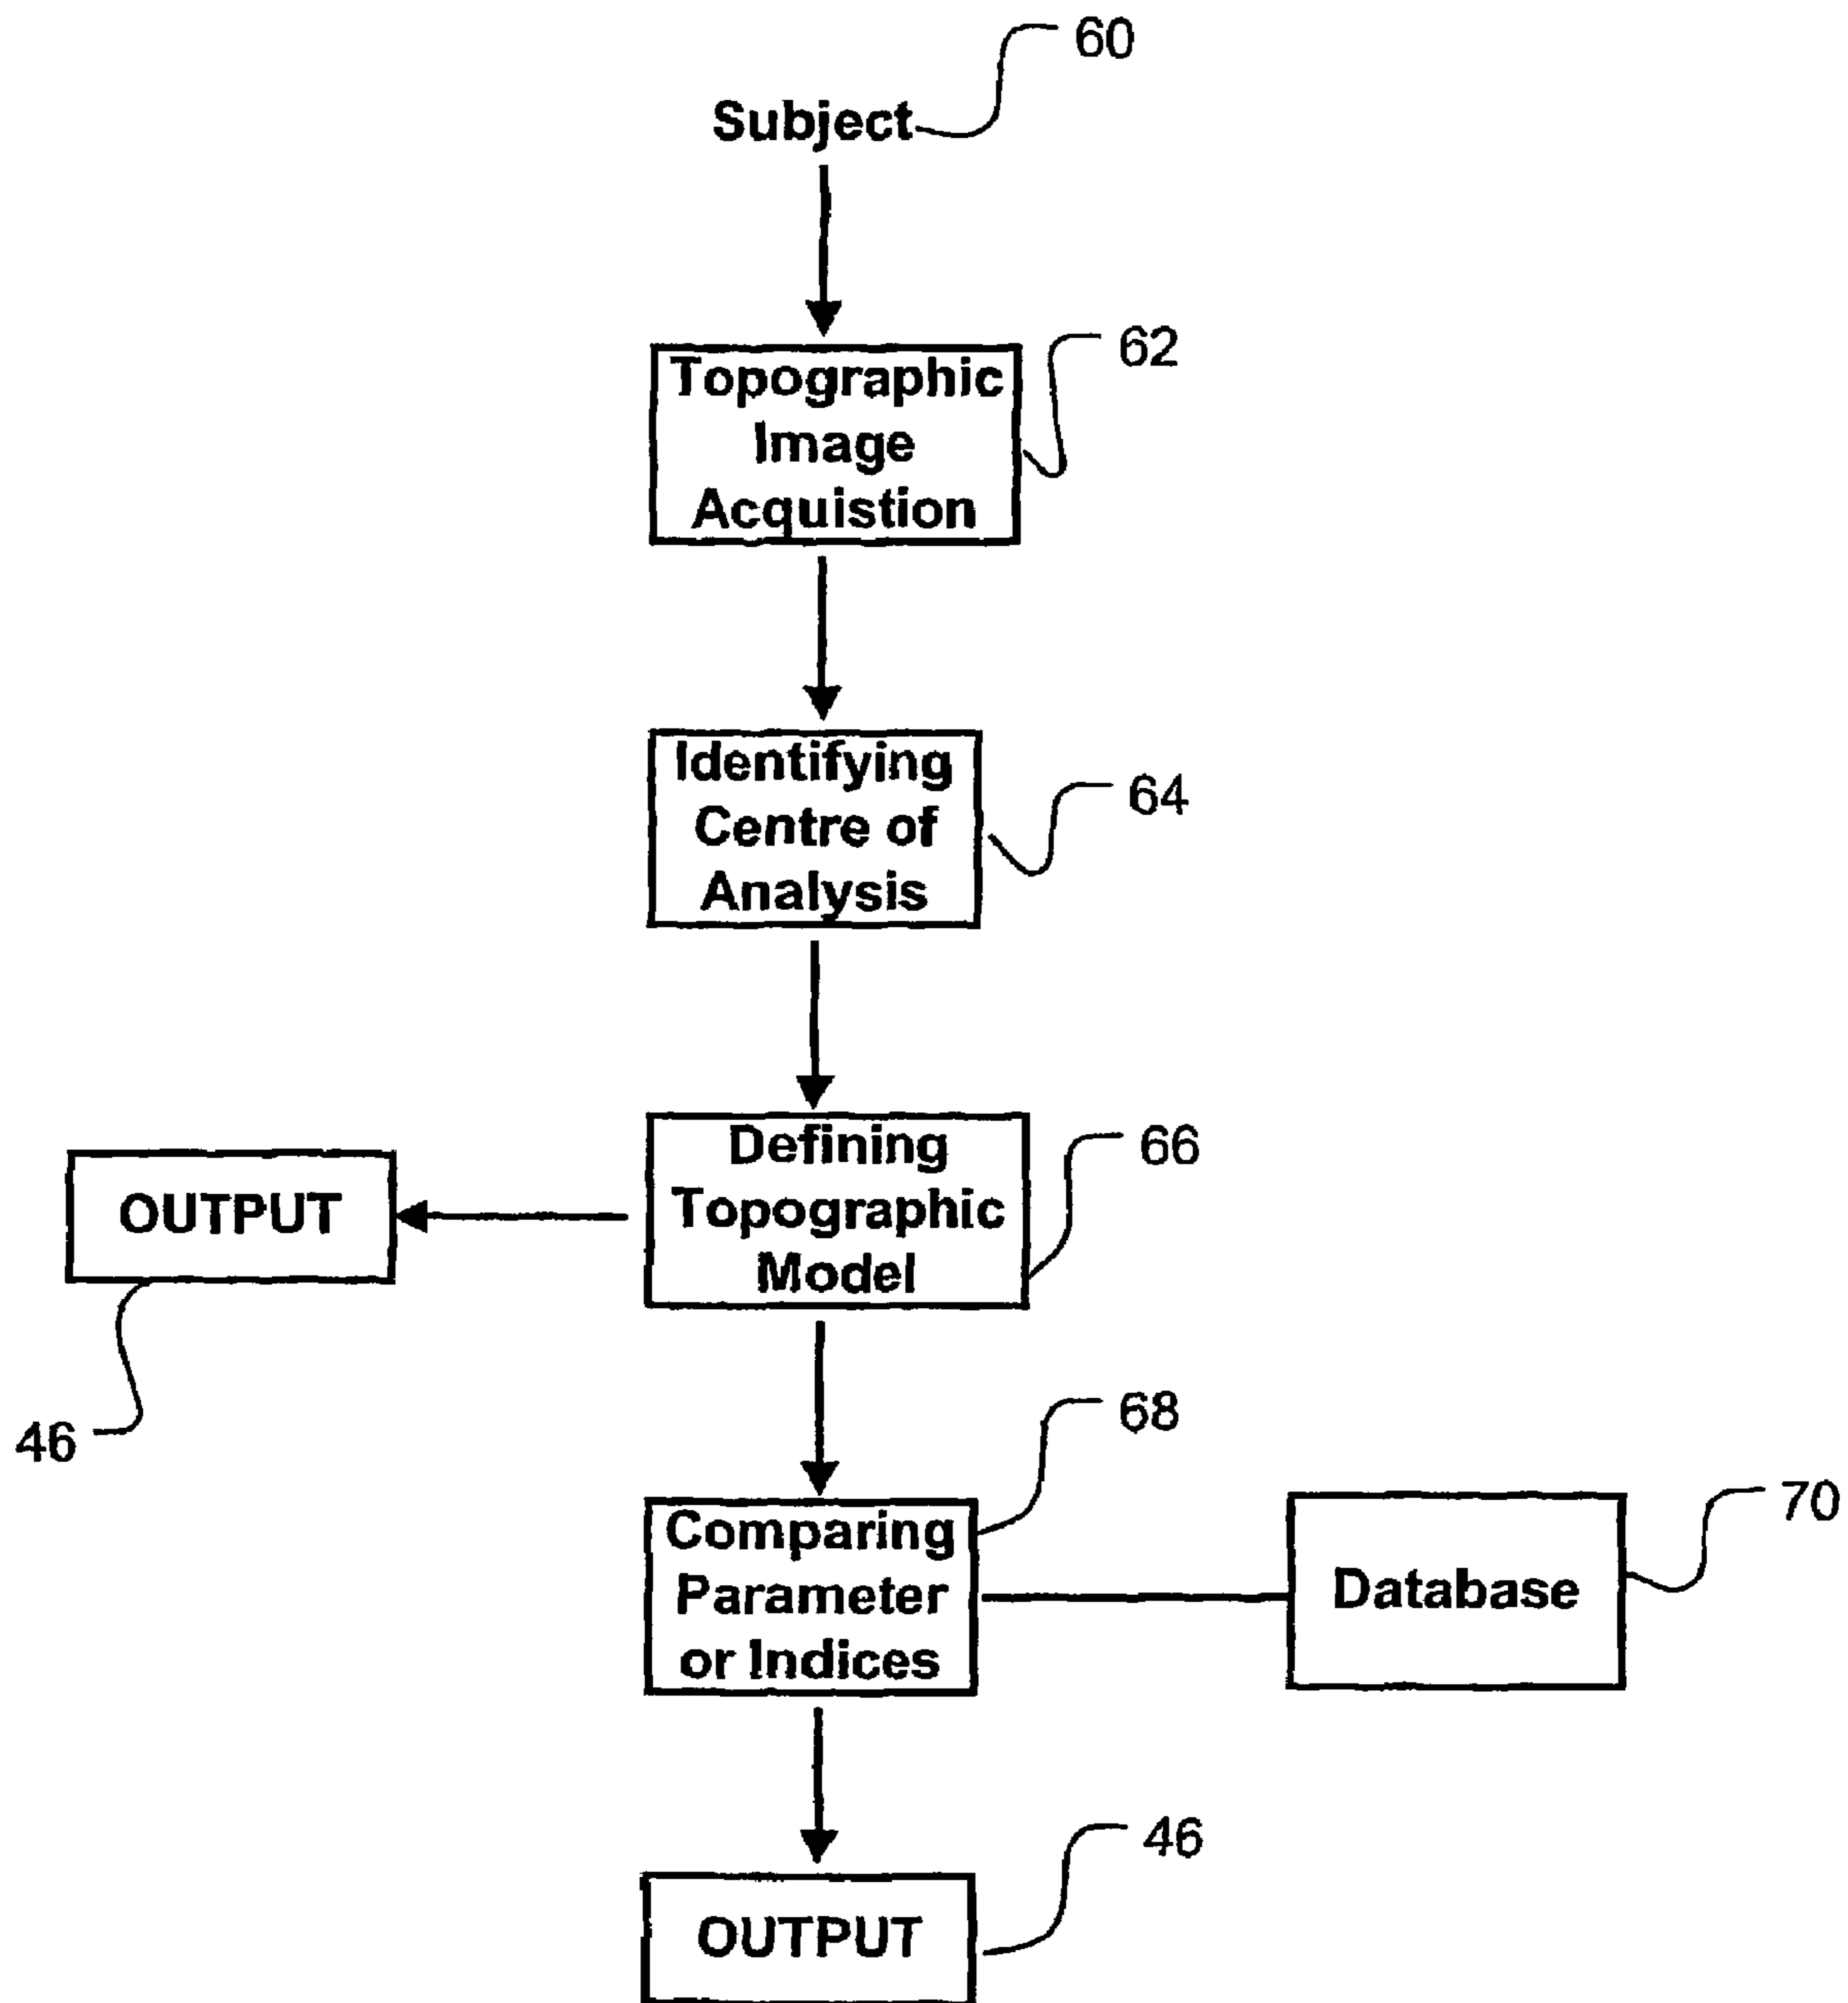 60
Subject
62
Topographic
Image
Acquistion
Identifying
Centre of
Analysis
64
Defining
Topographic
Model
66
OUTPUT
46
68
Comparing
Parameter
or Indices
70
Database
46
OUTPUT